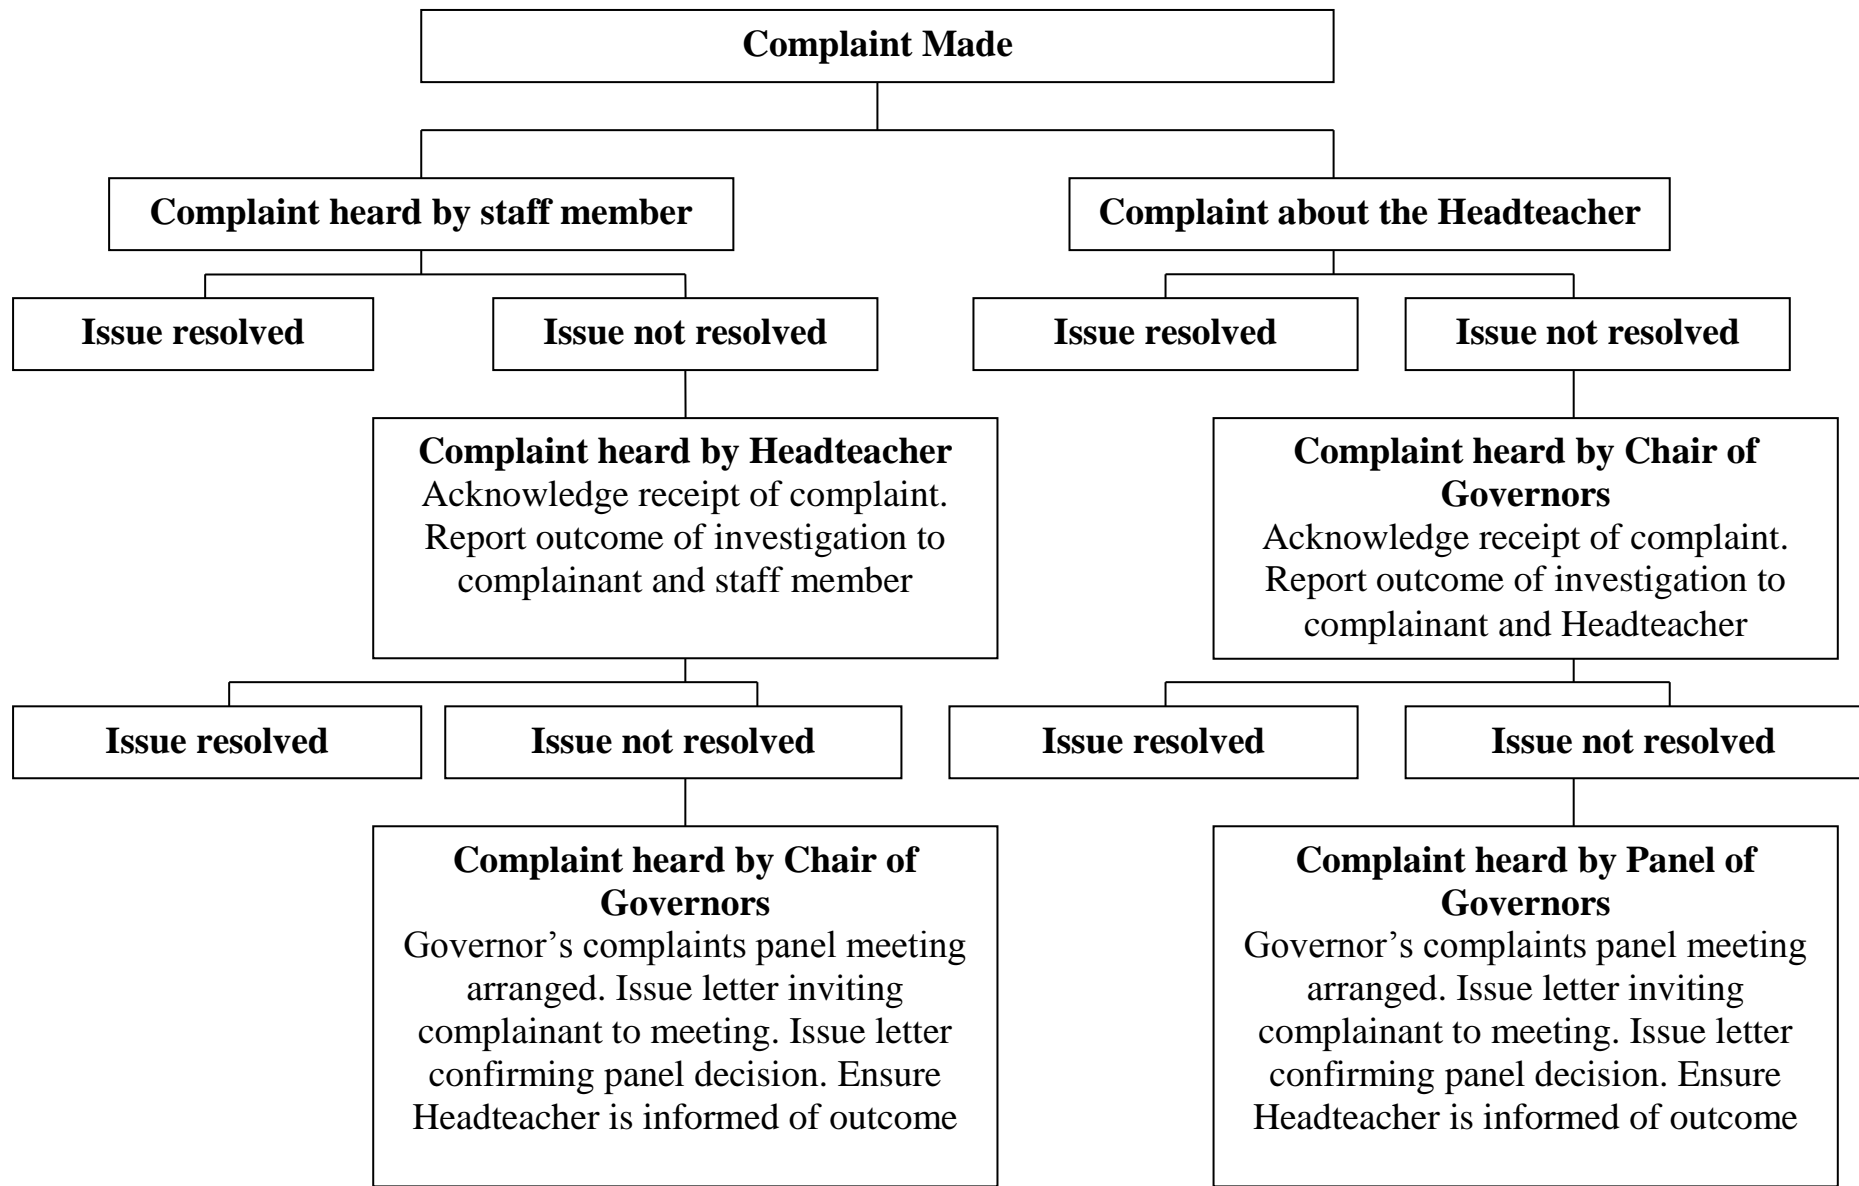 Complaint Made
Complaint heard by staff member
Complaint about the Headteacher
Issue resolved
Issue not resolved
Issue resolved
Issue not resolved
Complaint heard by Headteacher
Acknowledge receipt of complaint.
Report outcome of investigation to
complainant and staff member
Complaint heard by Chair of
Governors
Acknowledge receipt of complaint.
Report outcome of investigation to
complainant and Headteacher
Issue resolved
Issue not resolved
Issue resolved
Issue not resolved
Complaint heard by Chair of
Governors
Governor’s complaints panel meeting
arranged. Issue letter inviting
complainant to meeting. Issue letter
confirming panel decision. Ensure
Headteacher is informed of outcome
Complaint heard by Panel of
Governors
Governor’s complaints panel meeting
arranged. Issue letter inviting
complainant to meeting. Issue letter
confirming panel decision. Ensure
Headteacher is informed of outcome